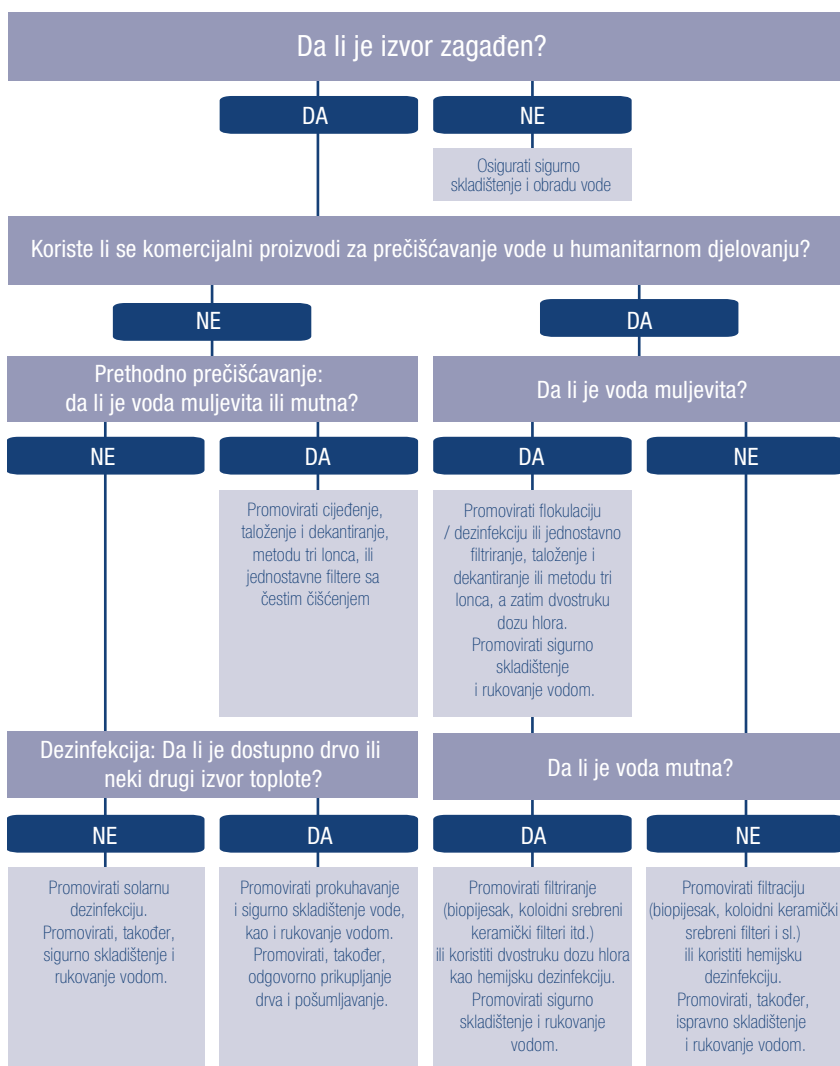 Da li je izvor zagađen?
DA
NE
Osigurati sigurno
skladištenje i obradu vode
Koriste li se komercijalni proizvodi za prečišćavanje vode u humanitarnom djelovanju?
NE
DA
Prethodno prečišćavanje:
da li je voda muljevita ili mutna?
Da li je voda muljevita?
NE
DA
DA
NE
Promovirati cijeđenje,
taloženje i dekantiranje,
metodu tri lonca, ili
jednostavne filtere sa
čestim čišćenjem
Promovirati flokulaciju
/ dezinfekciju ili jednostavno
filtriranje, taloženje i
dekantiranje ili metodu tri
lonca, a zatim dvostruku
dozu hlora.
Promovirati sigurno
skladištenje
i rukovanje vodom.
Dezinfekcija: Da li je dostupno drvo ili
neki drugi izvor toplote?
Da li je voda mutna?
NE
DA
DA
NE
Promovirati solarnu
dezinfekciju.
Promovirati, također,
sigurno skladištenje i
rukovanje vodom.
Promovirati prokuhavanje
i sigurno skladištenje vode,
kao i rukovanje vodom.
Promovirati, također,
odgovorno prikupljanje
drva i pošumljavanje.
Promovirati filtriranje
(biopijesak, koloidni srebreni
keramički filteri itd.)
ili koristiti dvostruku dozu hlora
kao hemijsku dezinfekciju.
Promovirati sigurno
skladištenje i rukovanje
vodom.
Promovirati filtraciju
(biopijesak, koloidni keramički
srebreni filteri i sl.)
ili koristiti hemijsku
dezinfekciju.
Promovirati, također,
ispravno skladištenje
i rukovanje vodom.